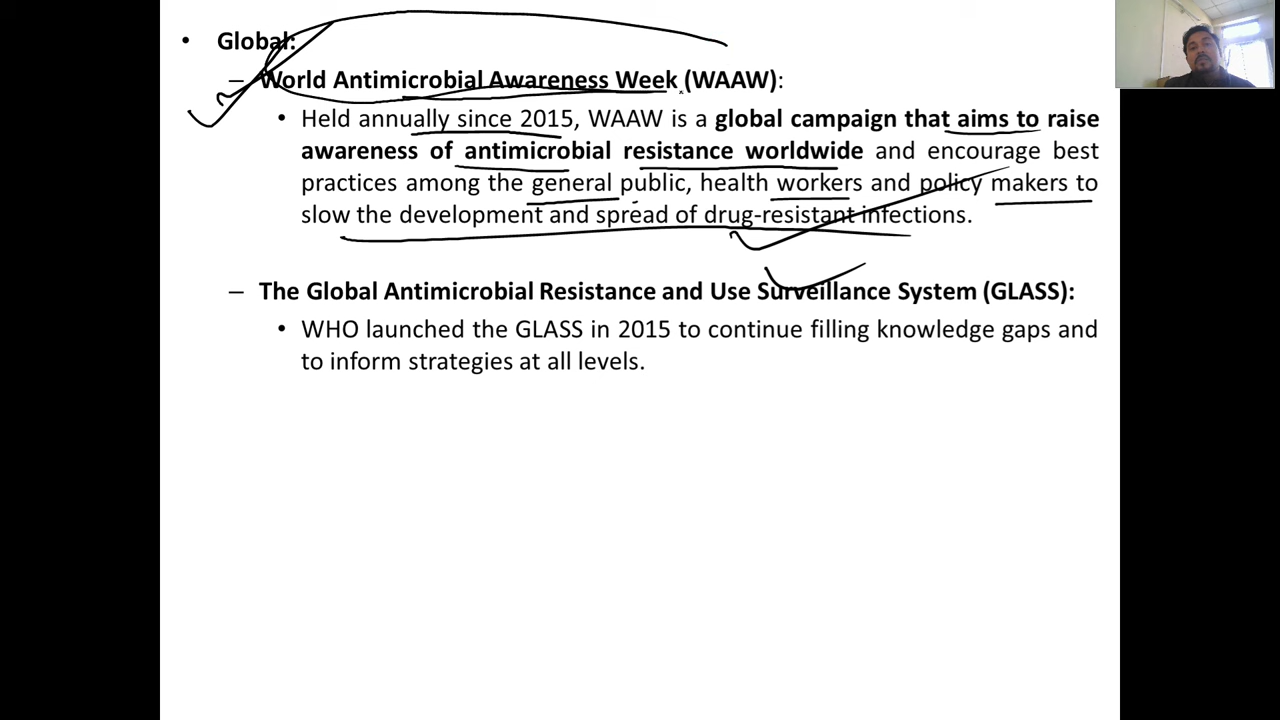 • Global:
– World Antimicrobial Awareness Week (WAAW):
• Held annually since 2015, WAAW is a global campaign that aims to raise
awareness of antimicrobial resistance worldwide and encourage best
practices among the general public, health workers and policy makers to
slow the development and spread of drug-resistant infections.
– The Global Antimicrobial Resistance and Use Surveillance System (GLASS):
• WHO launched the GLASS in 2015 to continue filling knowledge gaps and
to inform strategies at all levels.